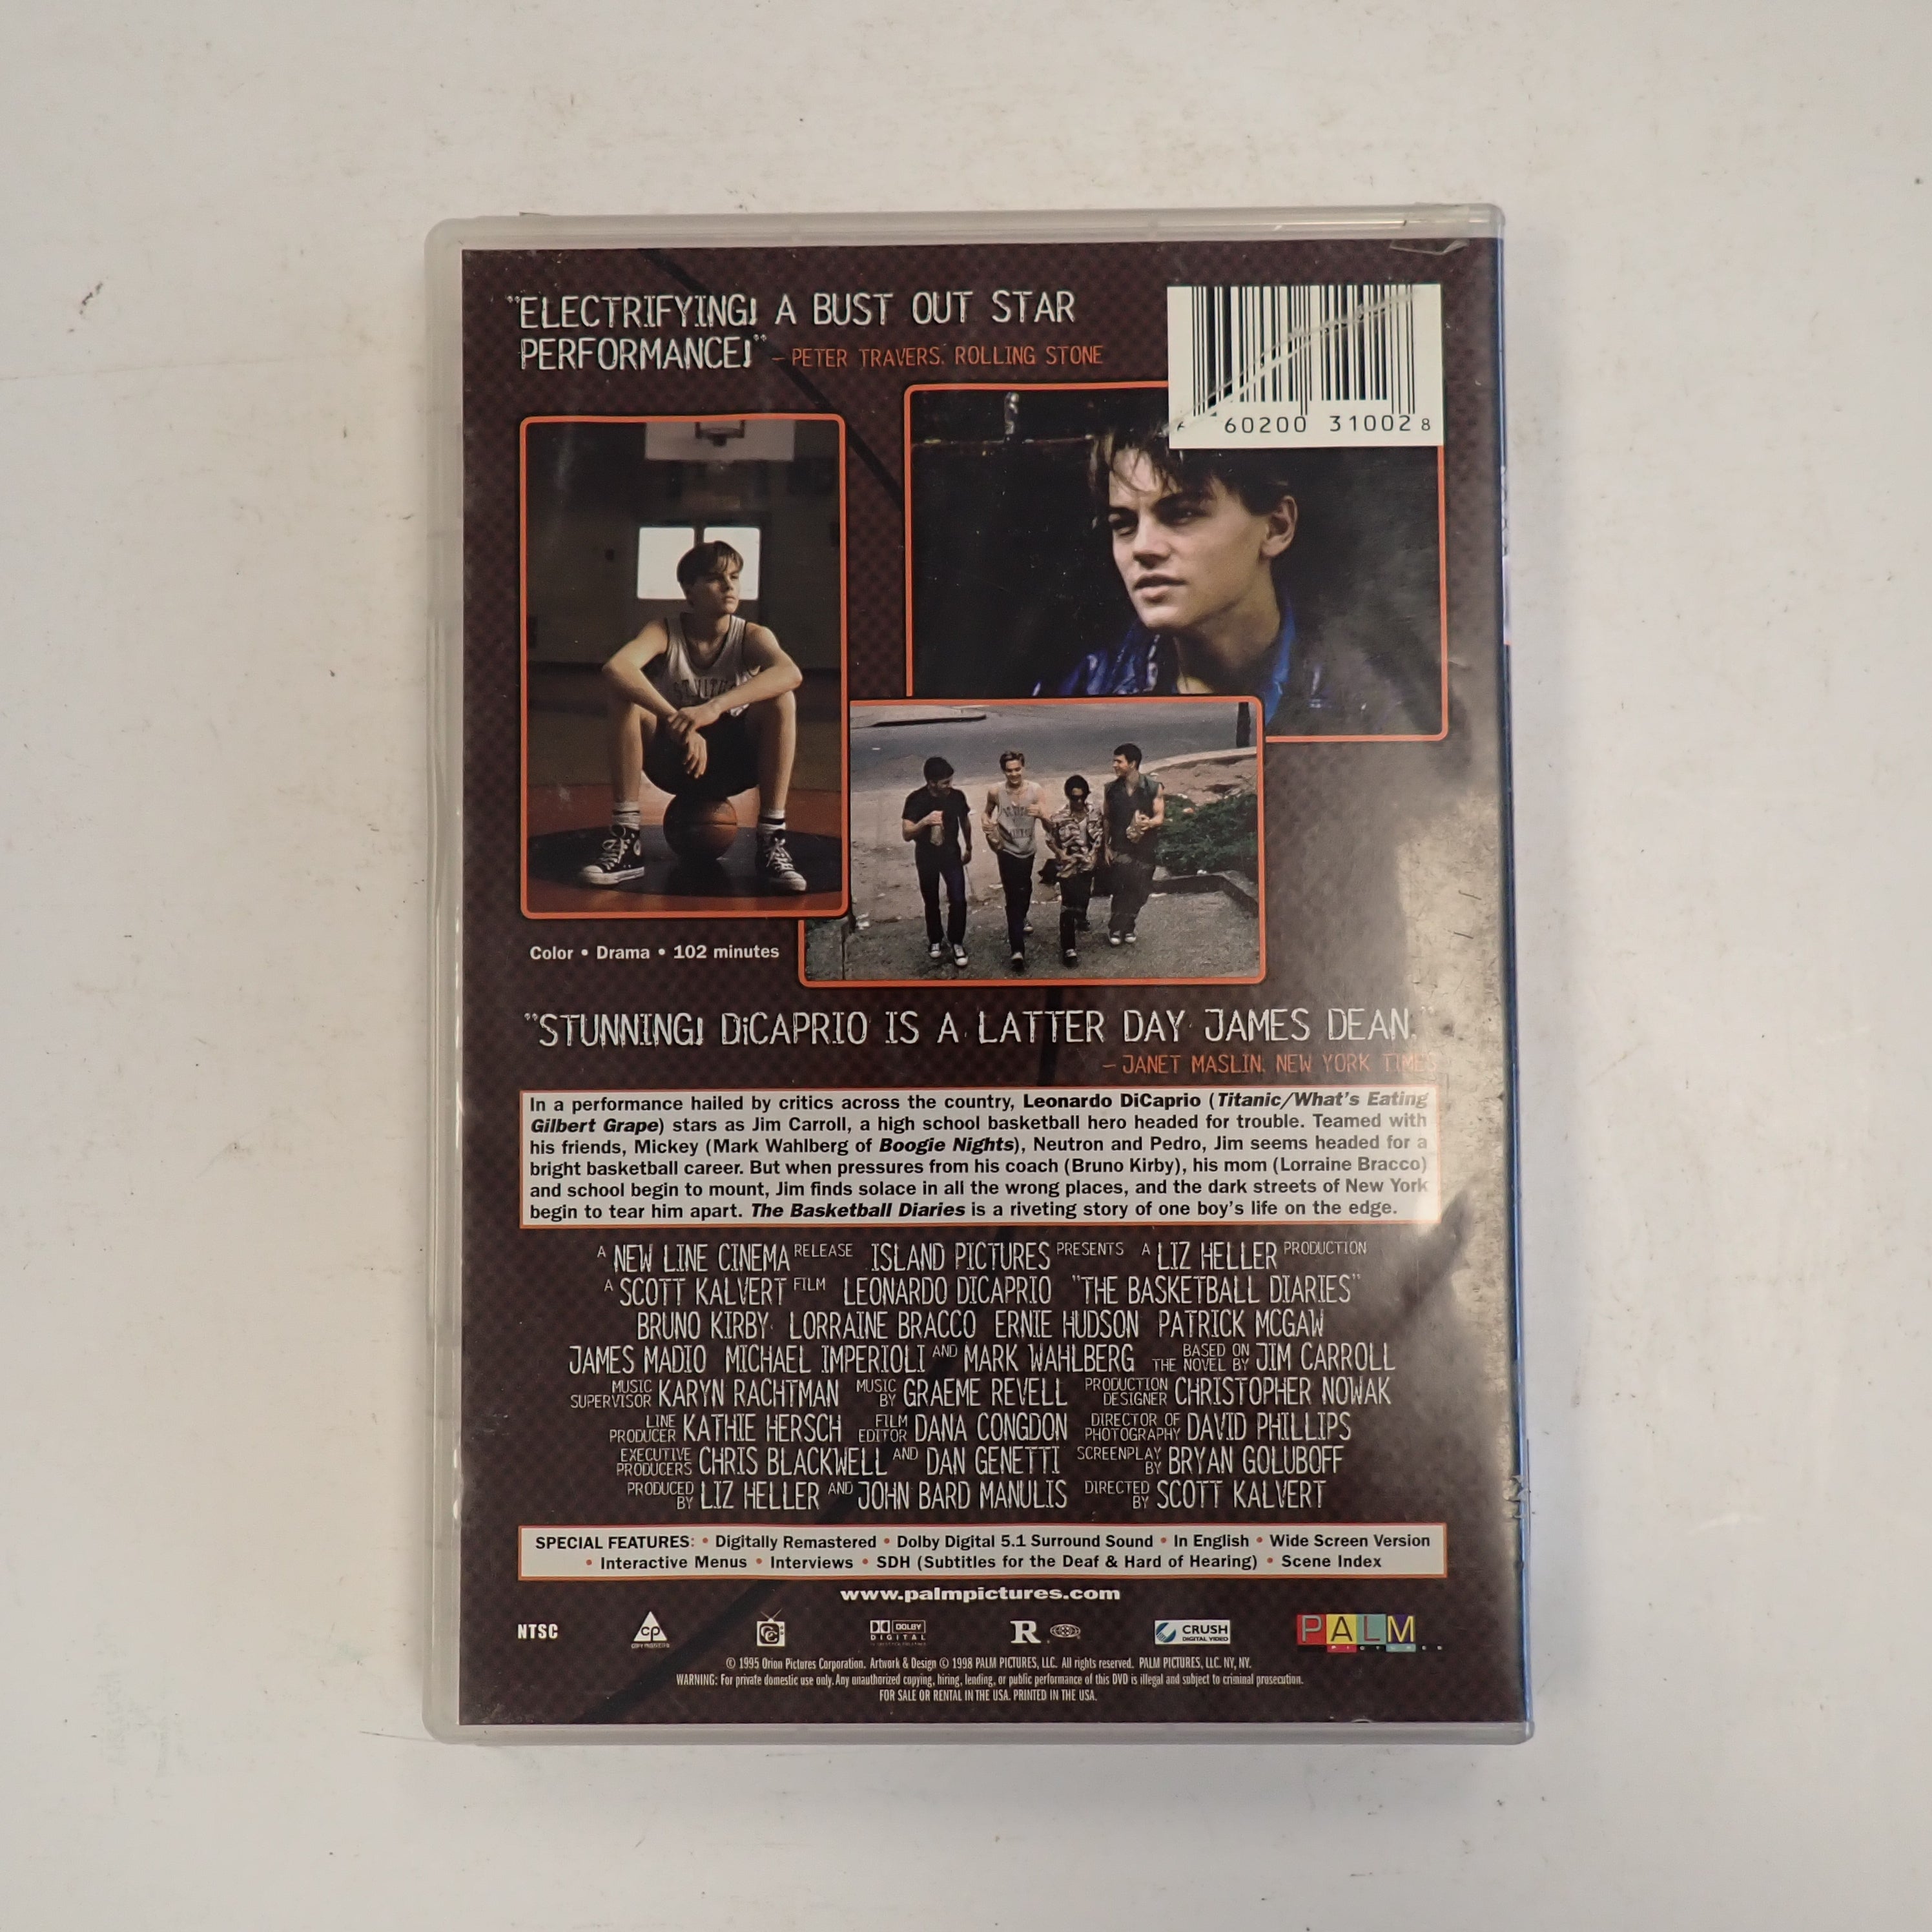 "ELECTRIFYING! A BUST OUT STAR
PERFORMANCE!" – PETER TRAVERS, ROLLING STONE
60200 31002 8
ST. VITUS
Color • Drama • 102 minutes
"STUNNING! DiCAPRIO IS A LATTER DAY JAMES DEAN."
– JANET MASLIN, NEW YORK TIMES
In a performance hailed by critics across the country, Leonardo DiCaprio (Titanic/What's Eating
Gilbert Grape) stars as Jim Carroll, a high school basketball hero headed for trouble. Teamed with
his friends, Mickey (Mark Wahlberg of Boogie Nights), Neutron and Pedro, Jim seems headed for a
bright basketball career. But when pressures from his coach (Bruno Kirby), his mom (Lorraine Bracco)
and school begin to mount, Jim finds solace in all the wrong places, and the dark streets of New York
begin to tear him apart. The Basketball Diaries is a riveting story of one boy's life on the edge.
A NEW LINE CINEMA RELEASE ISLAND PICTURES PRESENTS A LIZ HELLER PRODUCTION
A SCOTT KALVERT FILM LEONARDO DICAPRIO "THE BASKETBALL DIARIES"
BRUNO KIRBY LORRAINE BRACCO ERNIE HUDSON PATRICK MCGAW
JAMES MADIO MICHAEL IMPERIOLI AND MARK WAHLBERG BASED ON THE NOVEL BY JIM CARROLL
MUSIC SUPERVISOR KARYN RACHTMAN MUSIC BY GRAEME REVELL PRODUCTION DESIGNER CHRISTOPHER NOWAK
LINE PRODUCER KATHIE HERSCH FILM EDITOR DANA CONGDON DIRECTOR OF PHOTOGRAPHY DAVID PHILLIPS
EXECUTIVE PRODUCERS CHRIS BLACKWELL AND DAN GENETTI SCREENPLAY BY BRYAN GOLUBOFF
PRODUCED BY LIZ HELLER AND JOHN BARD MANULIS DIRECTED BY SCOTT KALVERT
SPECIAL FEATURES: • Digitally Remastered • Dolby Digital 5.1 Surround Sound • In English • Wide Screen Version
• Interactive Menus • Interviews • SDH (Subtitles for the Deaf & Hard of Hearing) • Scene Index
www.palmpictures.com
NTSC cp CC DOLBY DIGITAL R CRUSH DIGITAL VIDEO PALM PICTURES
© 1995 Orion Pictures Corporation. Artwork & Design © 1998 PALM PICTURES, LLC. All rights reserved. PALM PICTURES, LLC. NY, NY.
WARNING: For private domestic use only. Any unauthorized copying, hiring, lending, or public performance of this DVD is illegal and subject to criminal prosecution.
FOR SALE OR RENTAL IN THE USA. PRINTED IN THE USA.